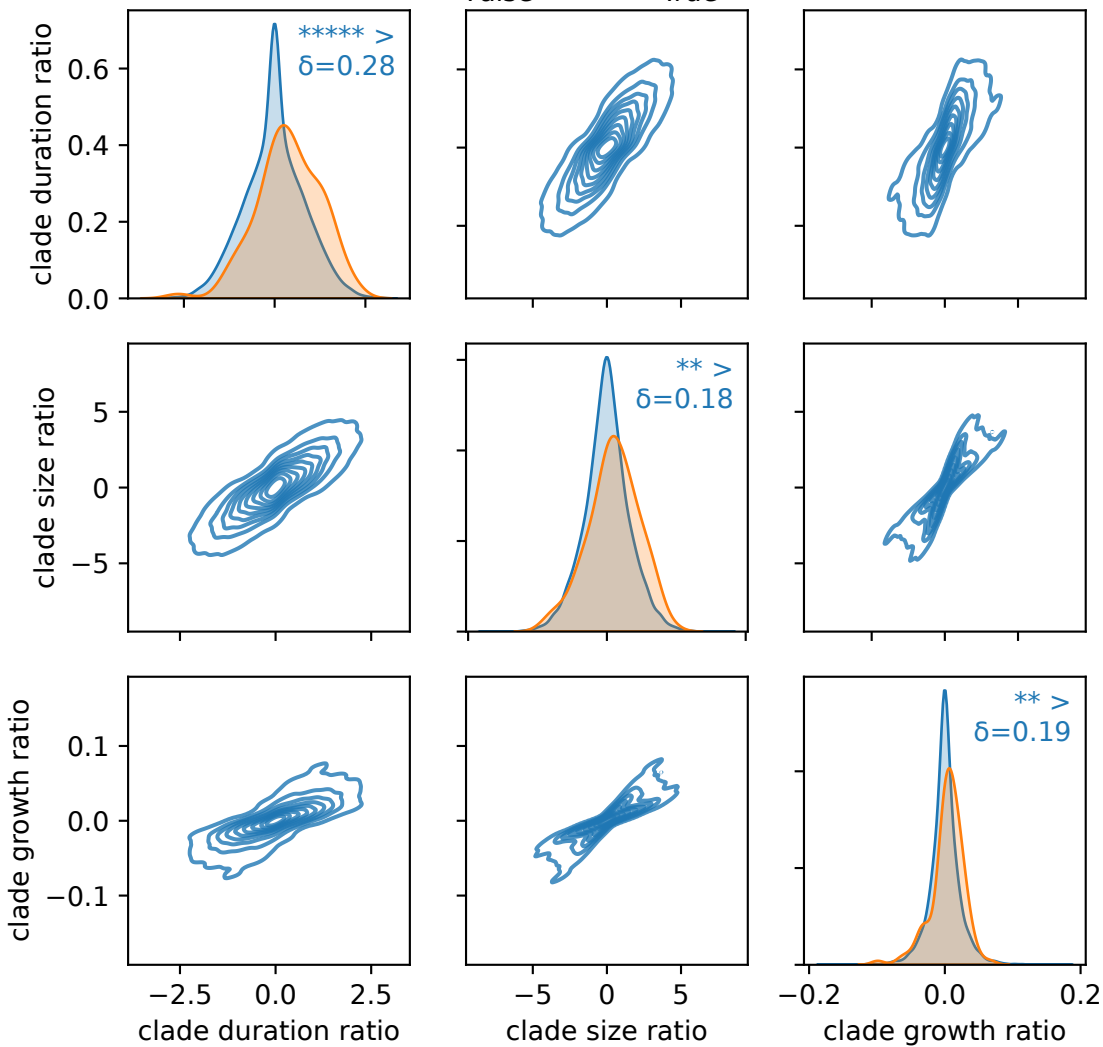 clade duration ratio
0.6
0.4
0.2
0.0
***** >
δ=0.28
clade size ratio
5
0
−5
** >
δ=0.18
clade growth ratio
0.1
0.0
−0.1
** >
δ=0.19
−2.5 0.0 2.5
−5 0 5
−0.2 0.0 0.2
clade duration ratio
clade size ratio
clade growth ratio